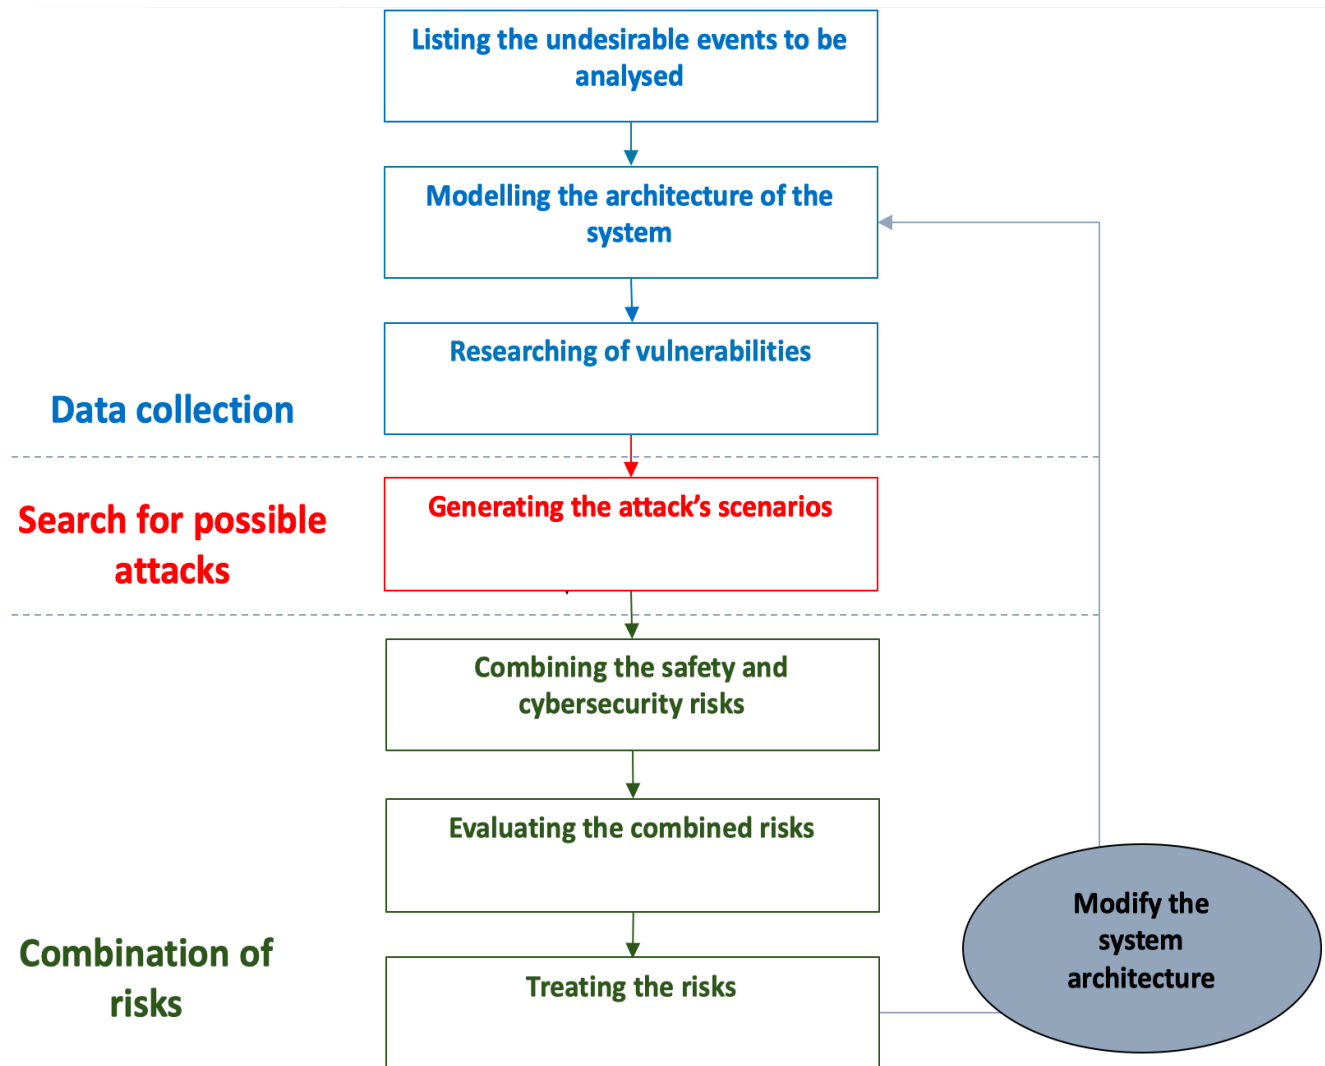 Listing the undesirable events to be
analysed
Modelling the architecture of the
system
Researching of vulnerabilities
Data collection
Generating the attack’s scenarios
Search for possible
attacks
Combining the safety and
cybersecurity risks
Evaluating the combined risks
Modify the
system
architecture
Combination of
risks
Treating the risks